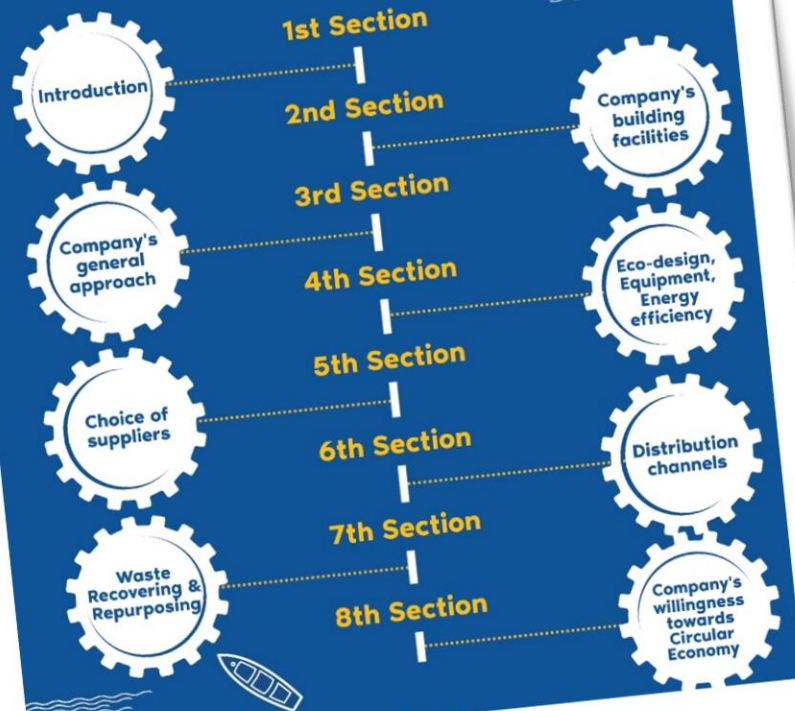 1st Section
Introduction
2nd Section
Company's
building
facilities
3rd Section
Company's
general
approach
4th Section
Eco-design,
Equipment,
Energy
efficiency
5th Section
Choice of
suppliers
6th Section
Distribution
channels
7th Section
Waste
Recovering &
Repurposing
8th Section
Company's
willingness
towards
Circular
Economy